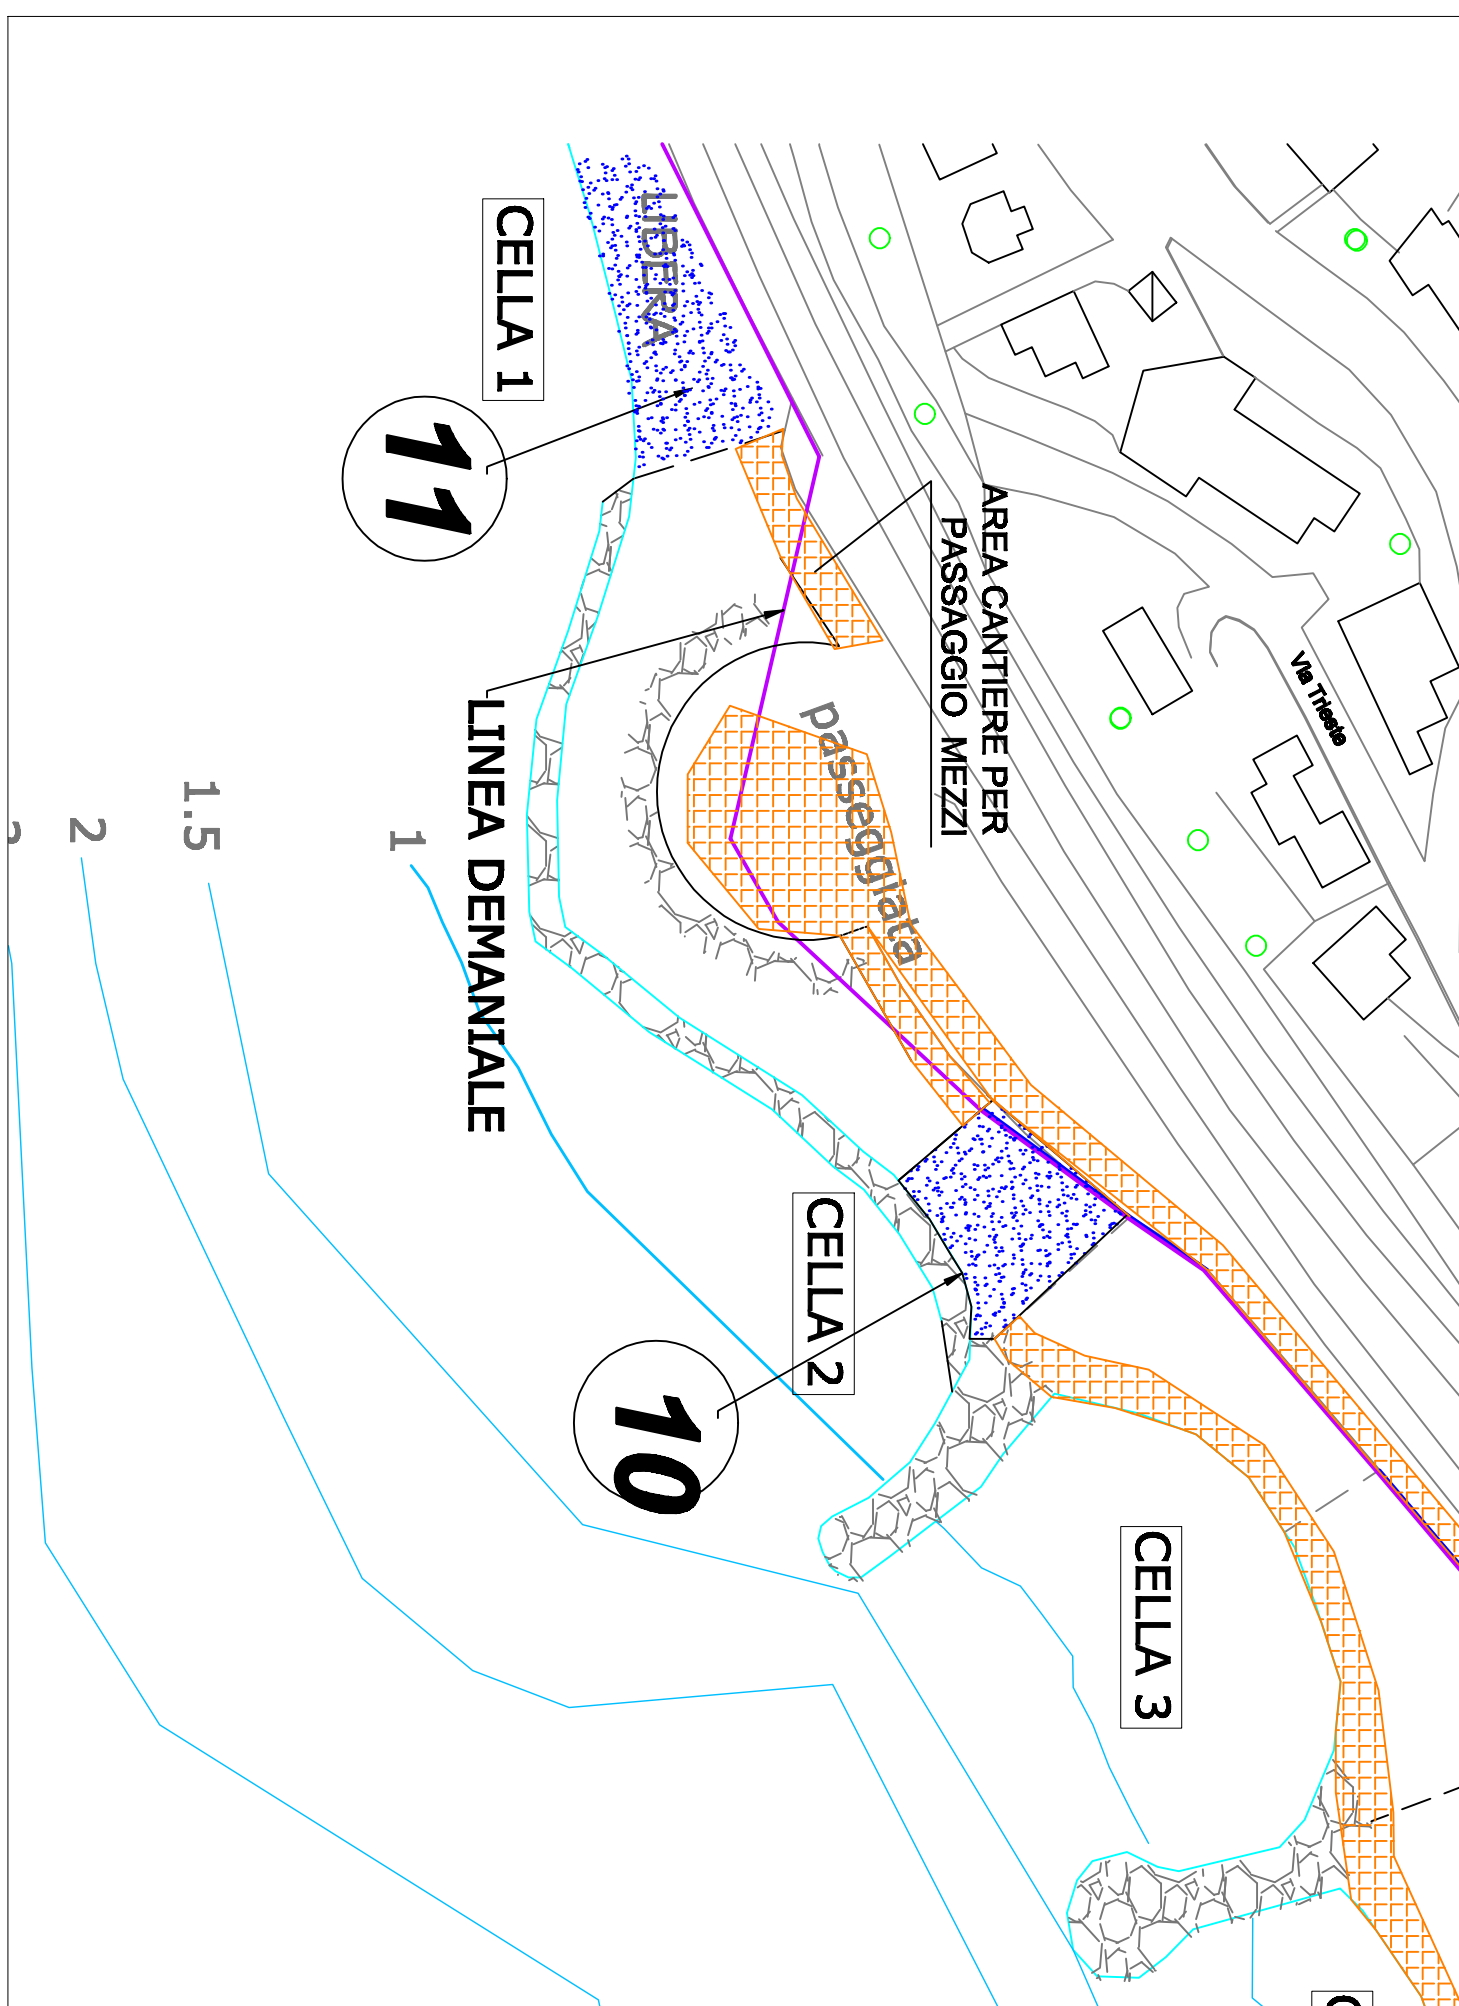 LIBERA
CELLA 1
11
AREA CANTIERE PER
PASSAGGIO MEZZI
Via Trieste
passeggiata
LINEA DEMANIALE
1
1.5
2
CELLA 2
10
CELLA 3